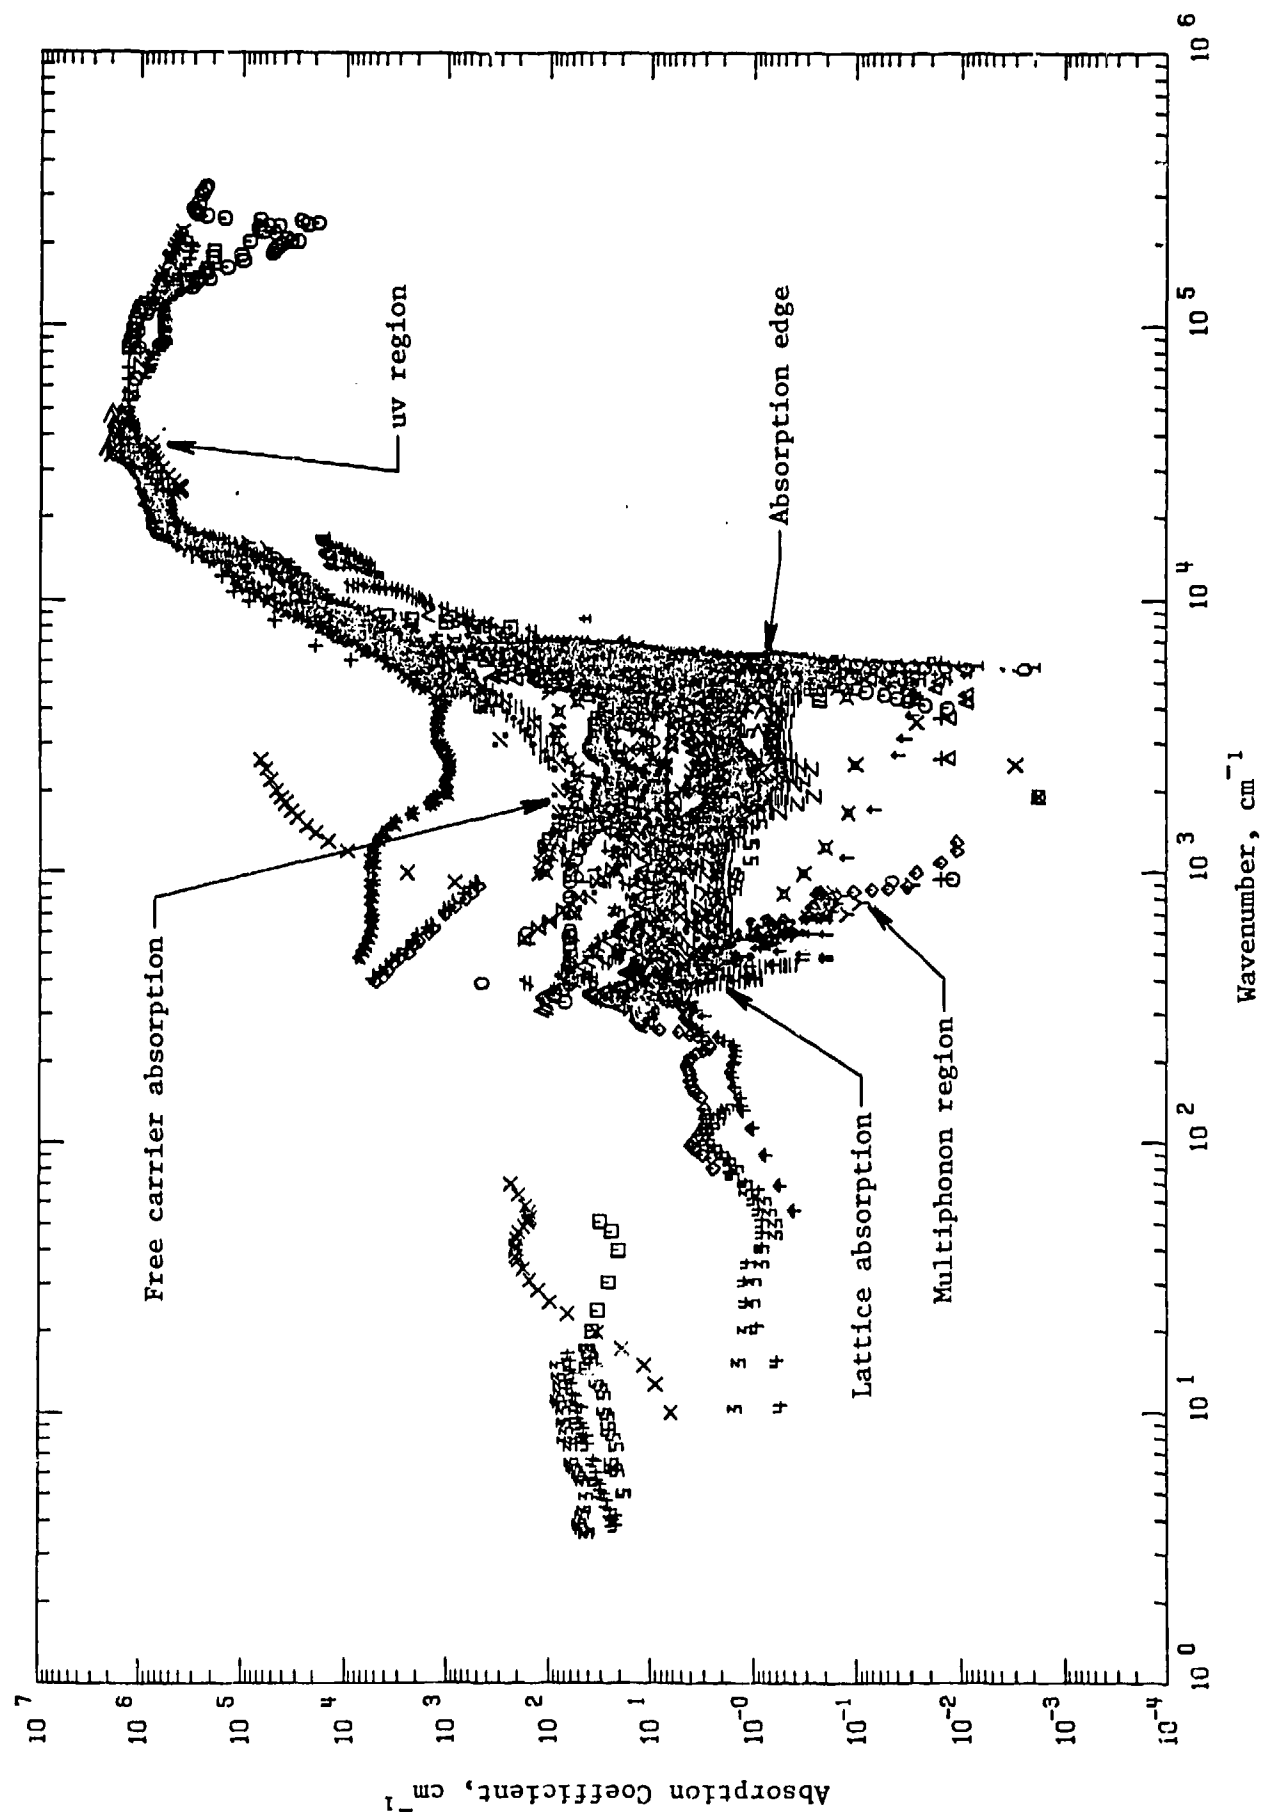 10⁷
10⁶
10⁵
10⁴
10³
10²
10¹
10⁻⁰
10⁻¹
10⁻²
10⁻³
10⁻⁴
Absorption Coefficient, cm⁻¹
Free carrier absorption
uv region
Absorption edge
Lattice absorption
Multiphonon region
10⁰
10¹
10²
10³
10⁴
10⁵
10⁶
Wavenumber, cm⁻¹